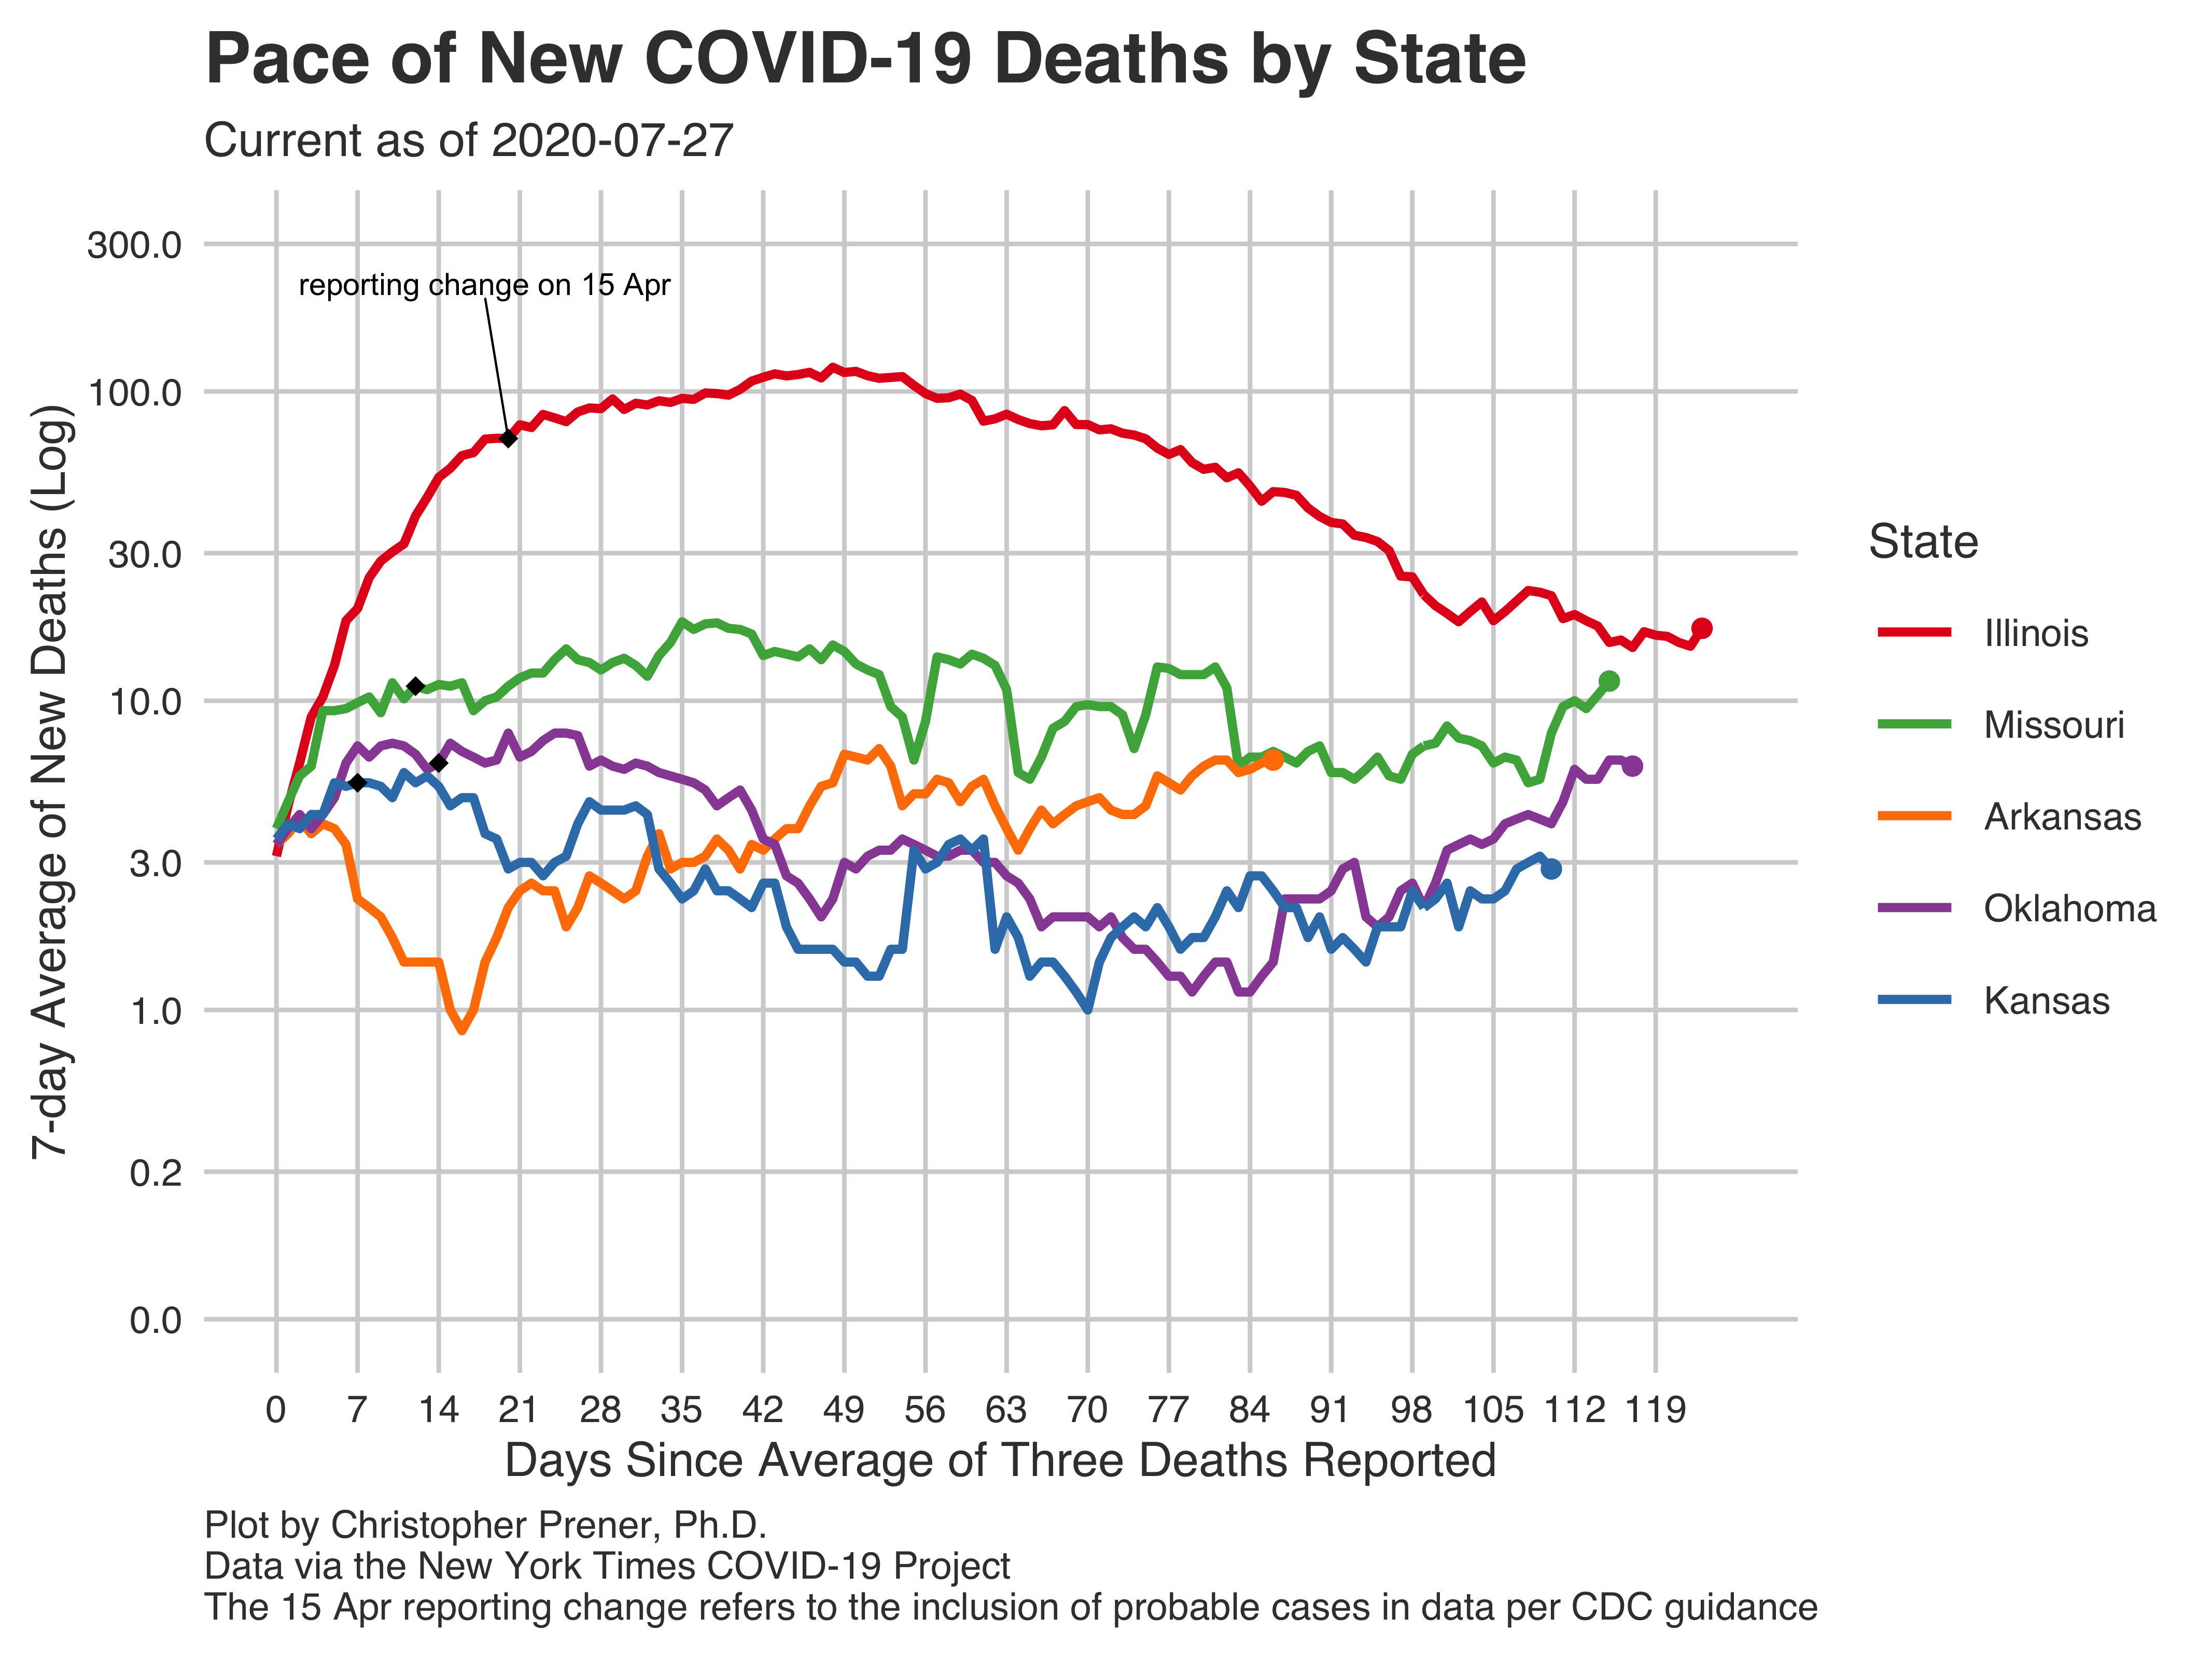 Pace of New COVID-19 Deaths by State
Current as of 2020-07-27
7-day Average of New Deaths (Log)
300.0
100.0
30.0
10.0
3.0
1.0
0.2
0.0
reporting change on 15 Apr
0 7 14 21 28 35 42 49 56 63 70 77 84 91 98 105 112 119
Days Since Average of Three Deaths Reported
State
Illinois
Missouri
Arkansas
Oklahoma
Kansas
Plot by Christopher Prener, Ph.D.
Data via the New York Times COVID-19 Project
The 15 Apr reporting change refers to the inclusion of probable cases in data per CDC guidance